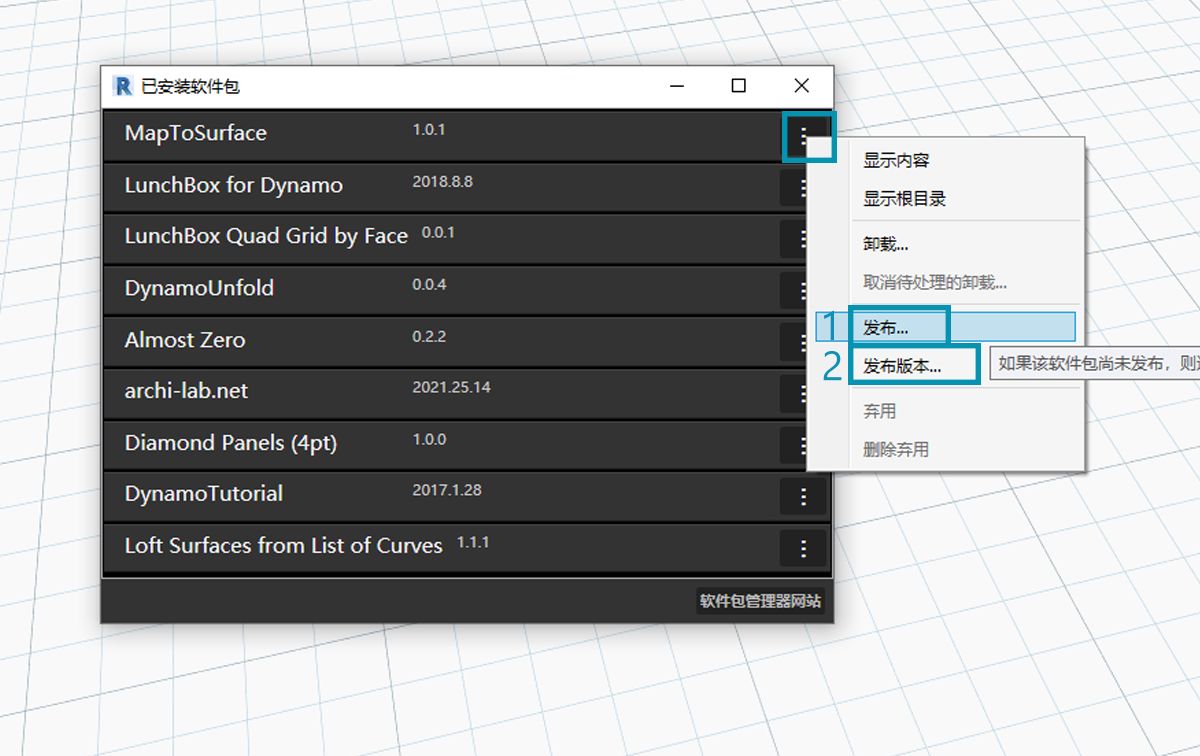 已安装软件包
MapToSurface 1.0.1
LunchBox for Dynamo 2018.8.8
LunchBox Quad Grid by Face 0.0.1
DynamoUnfold 0.0.4
Almost Zero 0.2.2
archi-lab.net 2021.25.14
Diamond Panels (4pt) 1.0.0
DynamoTutorial 2017.1.28
Loft Surfaces from List of Curves 1.1.1
软件包管理器网站
显示内容
显示根目录
卸载...
取消待处理的卸载...
1 发布...
2 发布版本...
如果该软件包尚未发布，则
弃用
删除弃用